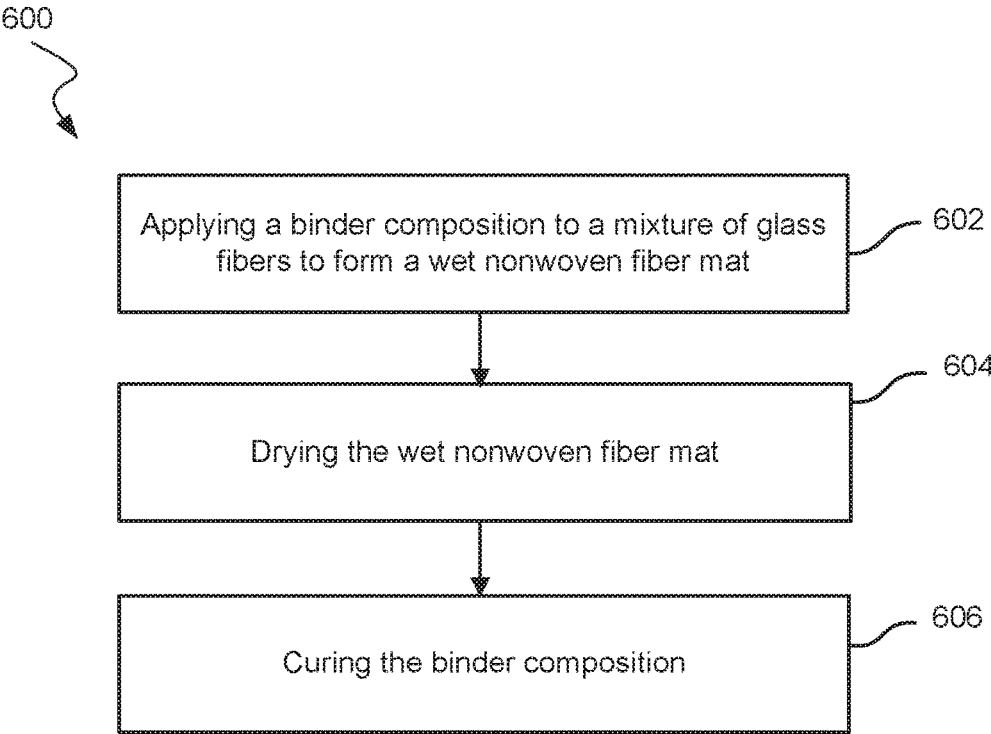 600
Applying a binder composition to a mixture of glass
fibers to form a wet nonwoven fiber mat
602
604
Drying the wet nonwoven fiber mat
606
Curing the binder composition